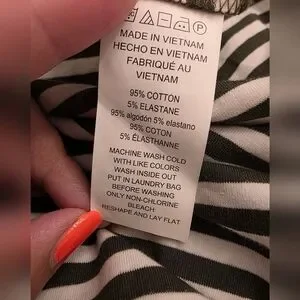 MADE IN VIETNAM
HECHO EN VIETNAM
FABRIQUÉ AU
VIETNAM
95% COTTON
5% ELASTANE
95% algodón 5% elastano
95% COTON
5% ÉLASTHANNE
MACHINE WASH COLD
WITH LIKE COLORS
WASH INSIDE OUT
PUT IN LAUNDRY BAG
BEFORE WASHING
ONLY NON-CHLORINE
BLEACH
RESHAPE AND LAY FLAT